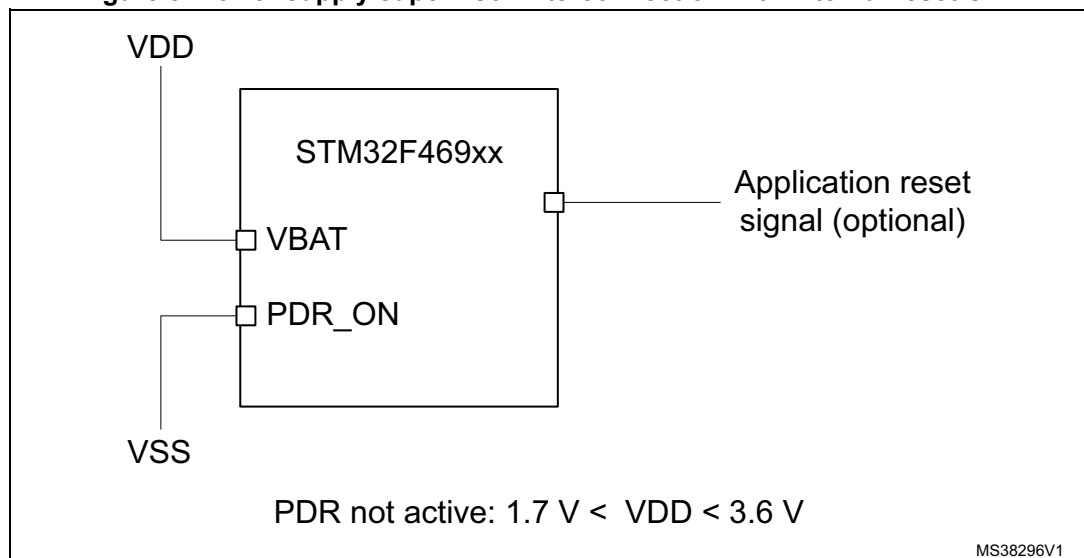 VDD
STM32F469xx
Application reset
signal (optional)
VBAT
PDR_ON
VSS
PDR not active: 1.7 V < VDD < 3.6 V
MS38296V1